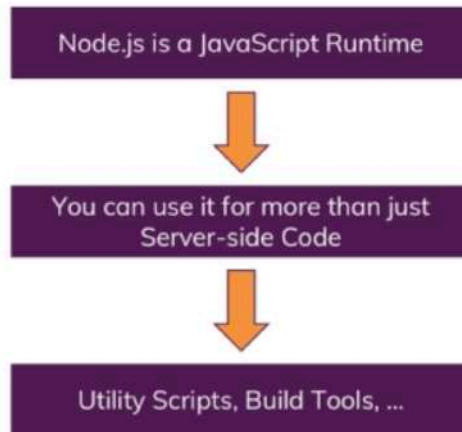 Node.js is a JavaScript Runtime
You can use it for more than just
Server-side Code
Utility Scripts, Build Tools, ...